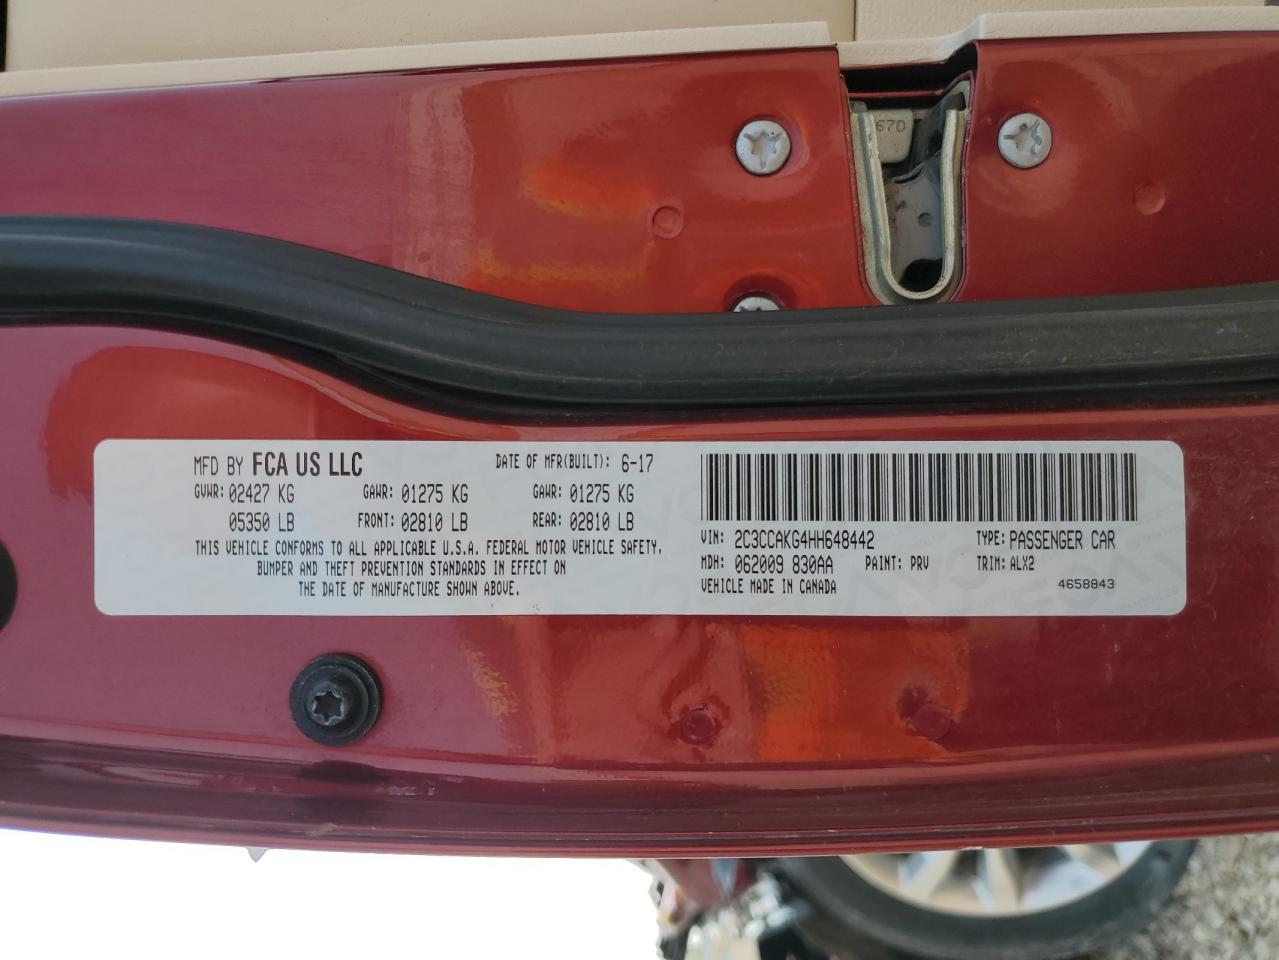 67D
MFD BY FCA US LLC DATE OF MFR(BUILT): 6-17
GVWR: 02427 KG GAWR: 01275 KG GAWR: 01275 KG
05350 LB FRONT: 02810 LB REAR: 02810 LB
THIS VEHICLE CONFORMS TO ALL APPLICABLE U.S.A. FEDERAL MOTOR VEHICLE SAFETY,
BUMPER AND THEFT PREVENTION STANDARDS IN EFFECT ON
THE DATE OF MANUFACTURE SHOWN ABOVE.
VIN: 2C3CCAKG4HH648442 TYPE: PASSENGER CAR
MDH: 062009 830AA PAINT: PRV TRIM: ALX2
VEHICLE MADE IN CANADA 4658843